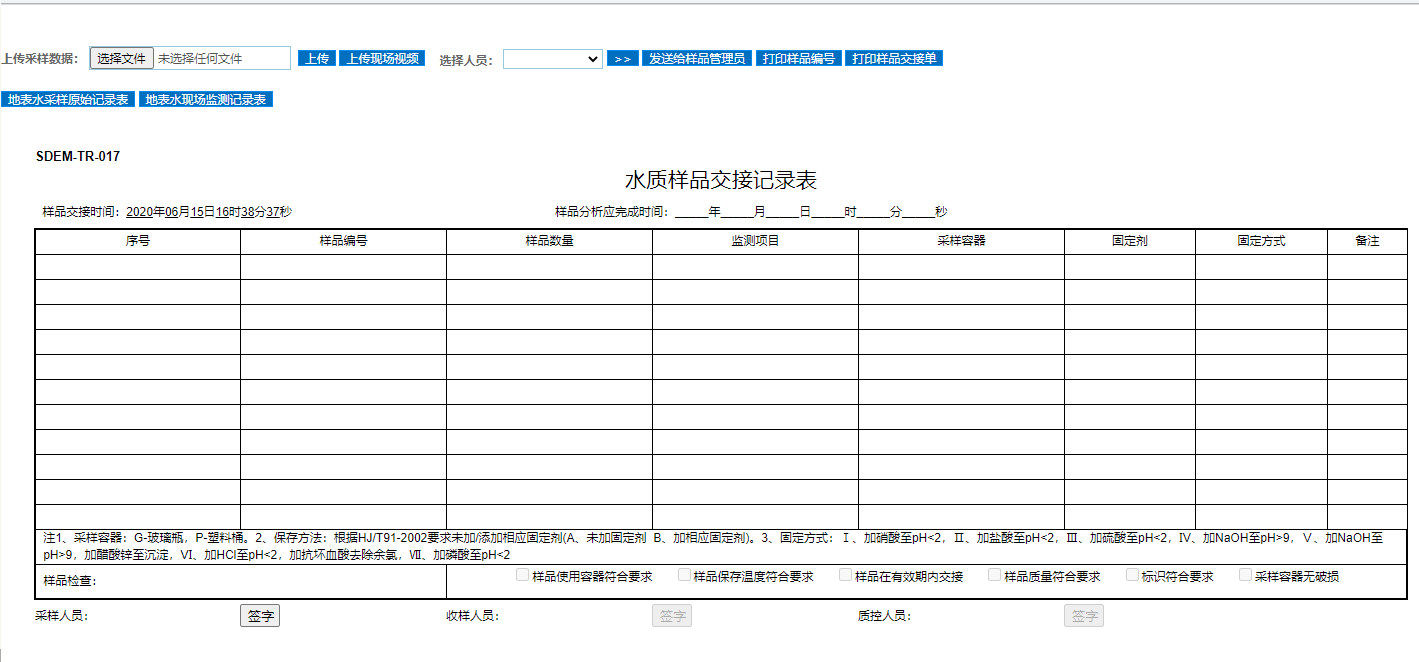 上传采样数据： 选择文件 未选择任何文件 上传 上传现场视频 选择人员： >> 发送给样品管理员 打印样品编号 打印样品交接单
地表水采样原始记录表 地表水现场监测记录表
SDEM-TR-017
水质样品交接记录表
样品交接时间：2020年06月15日16时38分37秒 样品分析应完成时间：_____年_____月_____日_____时_____分_____秒
序号 样品编号 样品数量 监测项目 采样容器 固定剂 固定方式 备注
注1、采样容器：G-玻璃瓶，P-塑料桶。2、保存方法：根据HJ/T91-2002要求未加/添加相应固定剂(A、未加固定剂 B、加相应固定剂)。3、固定方式：Ⅰ、加硝酸至pH<2，Ⅱ、加盐酸至pH<2，Ⅲ、加硫酸至pH<2，Ⅳ、加NaOH至pH>9，Ⅴ、加NaOH至
pH>9，加醋酸锌至沉淀，Ⅵ、加HCl至pH<2，加抗坏血酸去除余氯，Ⅶ、加磷酸至pH<2
样品检查： 样品使用容器符合要求 样品保存温度符合要求 样品在有效期内交接 样品质量符合要求 标识符合要求 采样容器无破损
采样人员： 签字 收样人员： 签字 质控人员： 签字